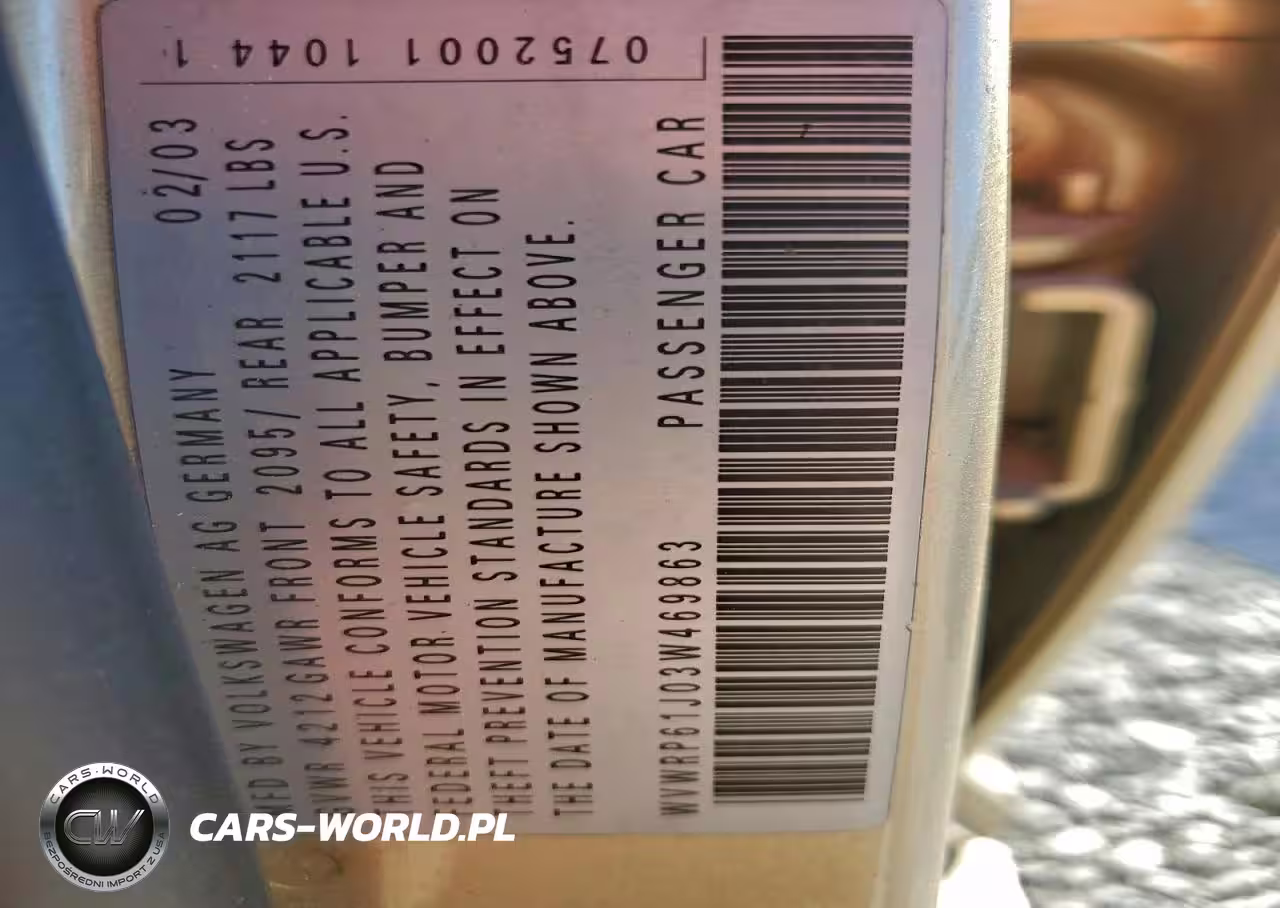 MFD BY VOLKSWAGEN AG GERMANY 02/03
GVWR 4212GAWR FRONT 2095/ REAR 2117 LBS
THIS VEHICLE CONFORMS TO ALL APPLICABLE U.S.
FEDERAL MOTOR VEHICLE SAFETY, BUMPER AND
THEFT PREVENTION STANDARDS IN EFFECT ON
THE DATE OF MANUFACTURE SHOWN ABOVE.
WVWRP61J03W469863 PASSENGER CAR
0752001 1044 1
CARS-WORLD
CW
BEZPOŚREDNI IMPORT Z USA
CARS-WORLD.PL